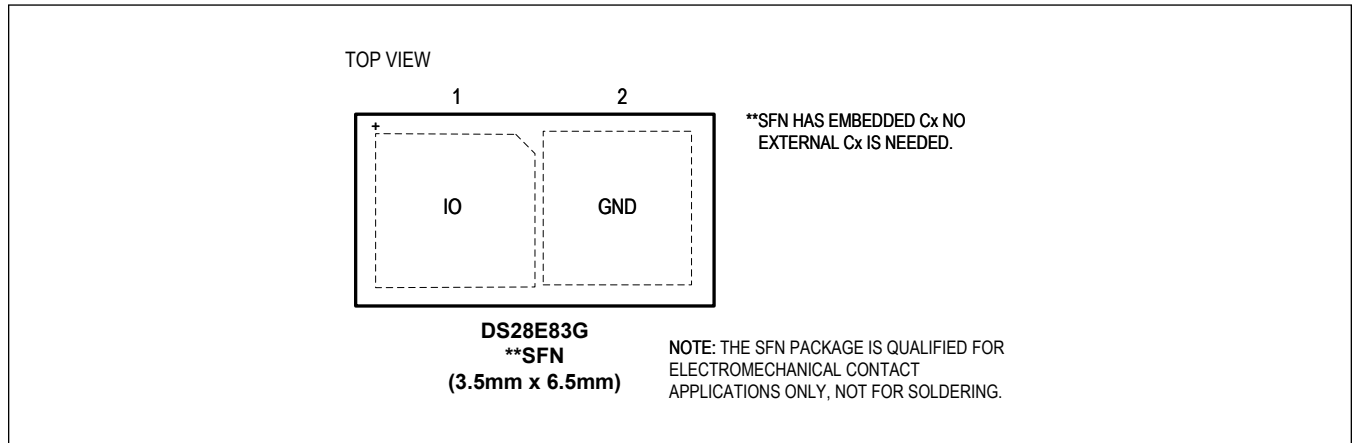 TOP VIEW
1 2
+
IO GND
**SFN HAS EMBEDDED Cx NO
EXTERNAL Cx IS NEEDED.
DS28E83G
**SFN
(3.5mm x 6.5mm)
NOTE: THE SFN PACKAGE IS QUALIFIED FOR
ELECTROMECHANICAL CONTACT
APPLICATIONS ONLY, NOT FOR SOLDERING.